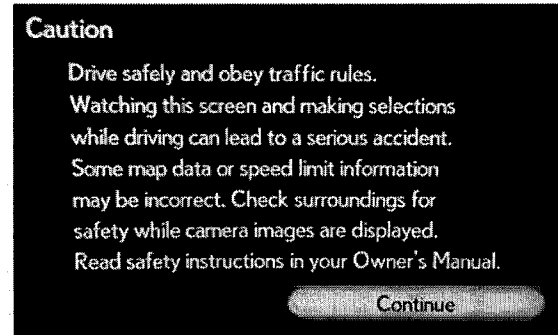 Caution
Drive safely and obey traffic rules.
Watching this screen and making selections
while driving can lead to a serious accident.
Some map data or speed limit information
may be incorrect. Check surroundings for
safety while camera images are displayed.
Read safety instructions in your Owner's Manual.
Continue